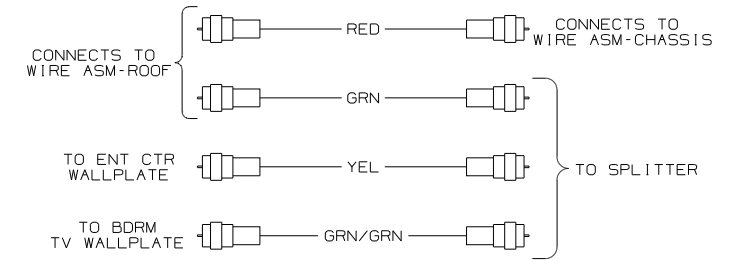 RED
CONNECTS TO
WIRE ASM-CHASSIS
CONNECTS TO
WIRE ASM-ROOF
GRN
TO ENT CTR
WALLPLATE
YEL
TO SPLITTER
TO BDRM
TV WALLPLATE
GRN/GRN